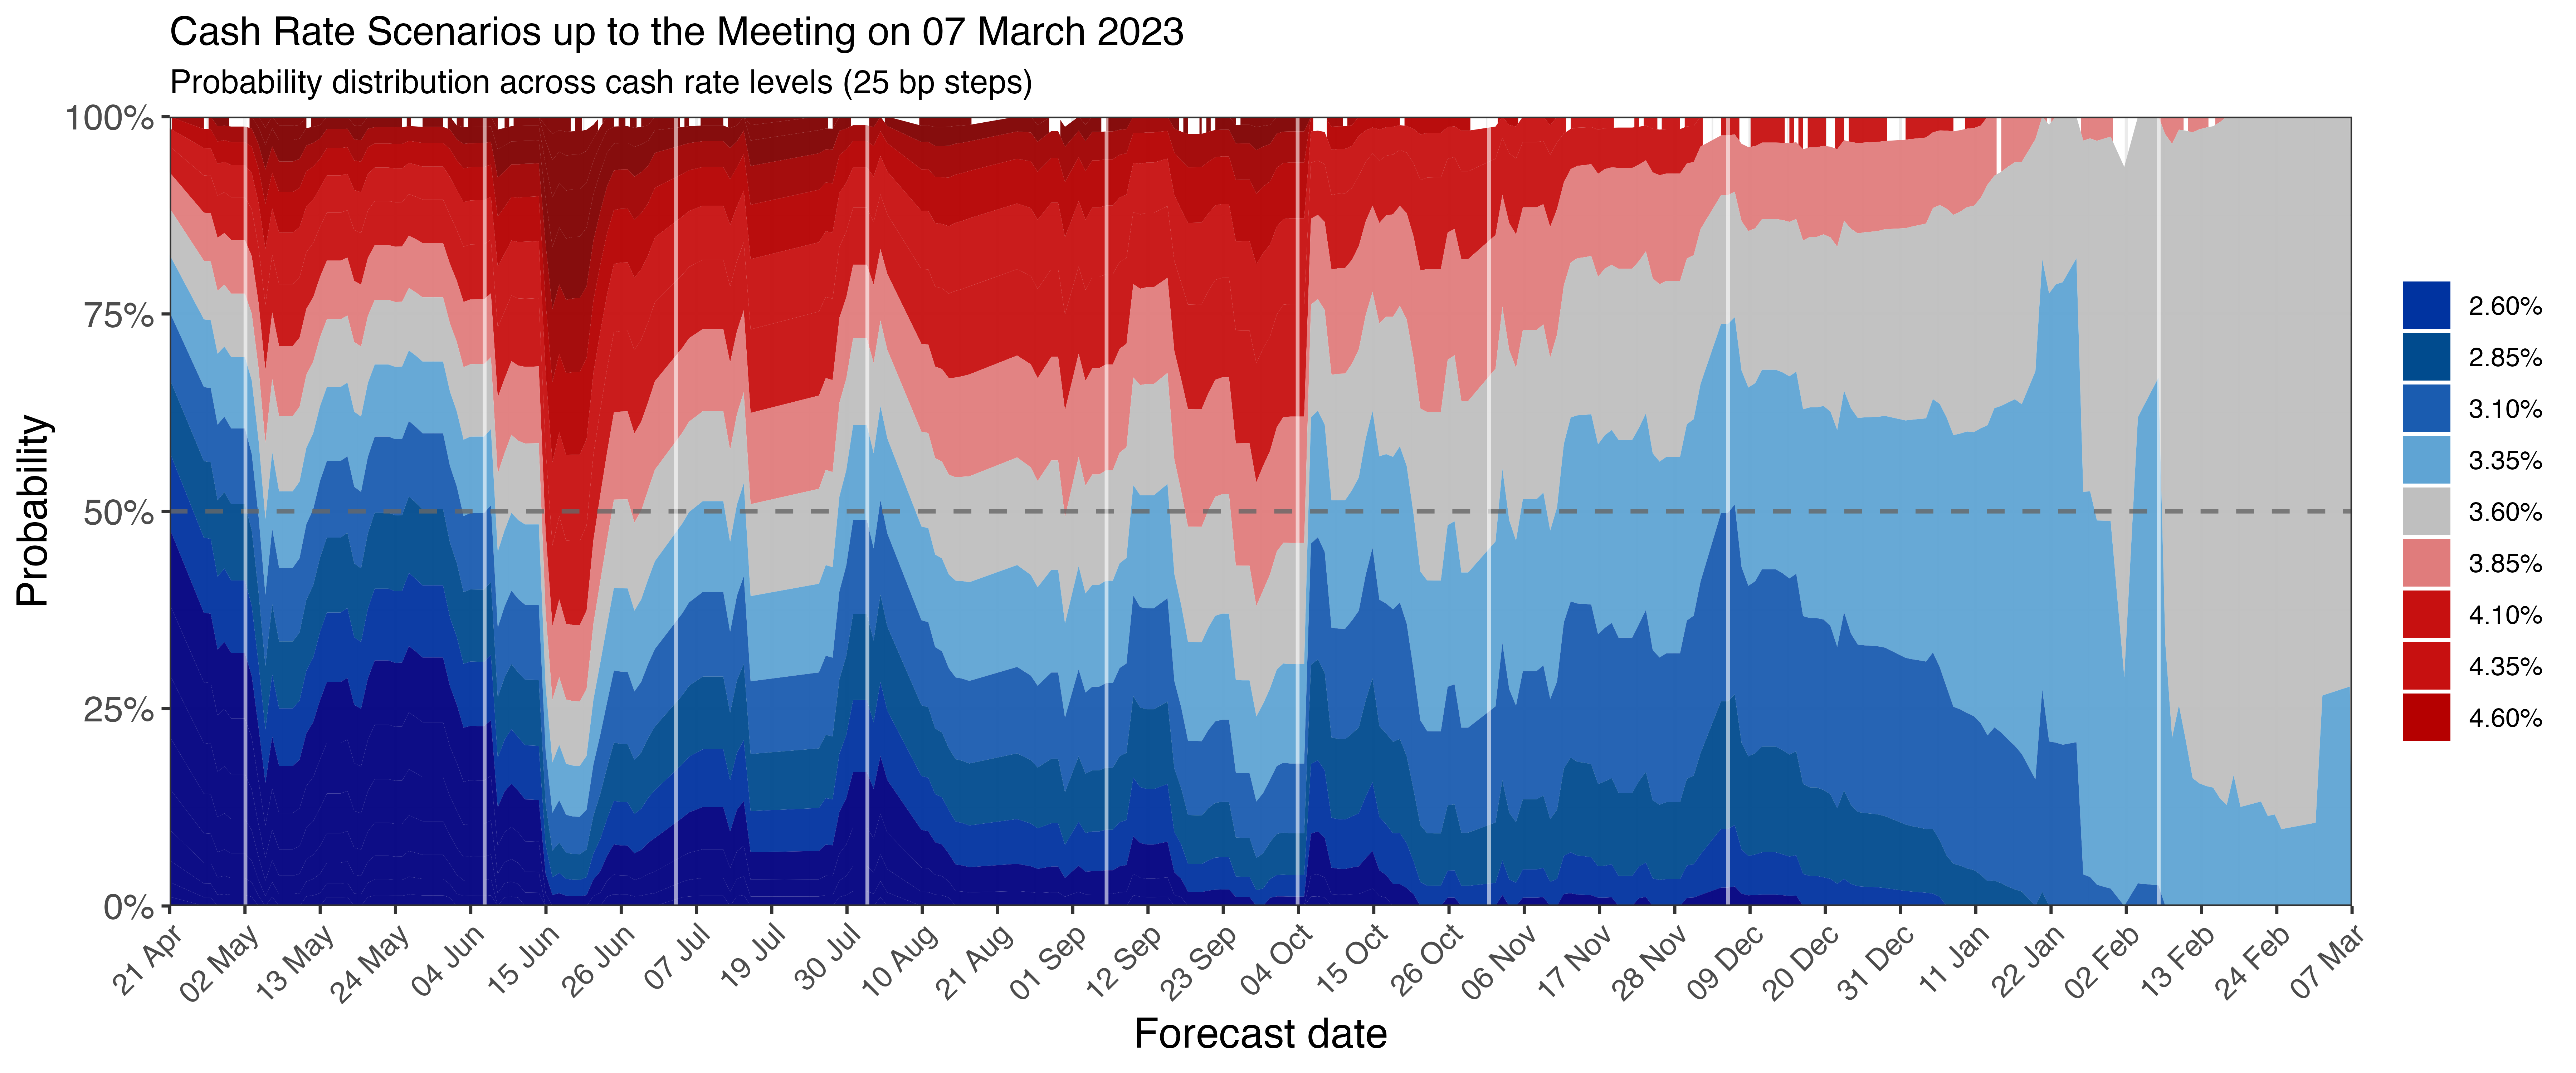 Cash Rate Scenarios up to the Meeting on 07 March 2023
Probability distribution across cash rate levels (25 bp steps)
Probability
100%
75%
50%
25%
0%
21 Apr
02 May
13 May
24 May
04 Jun
15 Jun
26 Jun
07 Jul
19 Jul
30 Jul
10 Aug
21 Aug
01 Sep
12 Sep
23 Sep
04 Oct
15 Oct
26 Oct
06 Nov
17 Nov
28 Nov
09 Dec
20 Dec
31 Dec
11 Jan
22 Jan
02 Feb
13 Feb
24 Feb
07 Mar
Forecast date
2.60%
2.85%
3.10%
3.35%
3.60%
3.85%
4.10%
4.35%
4.60%